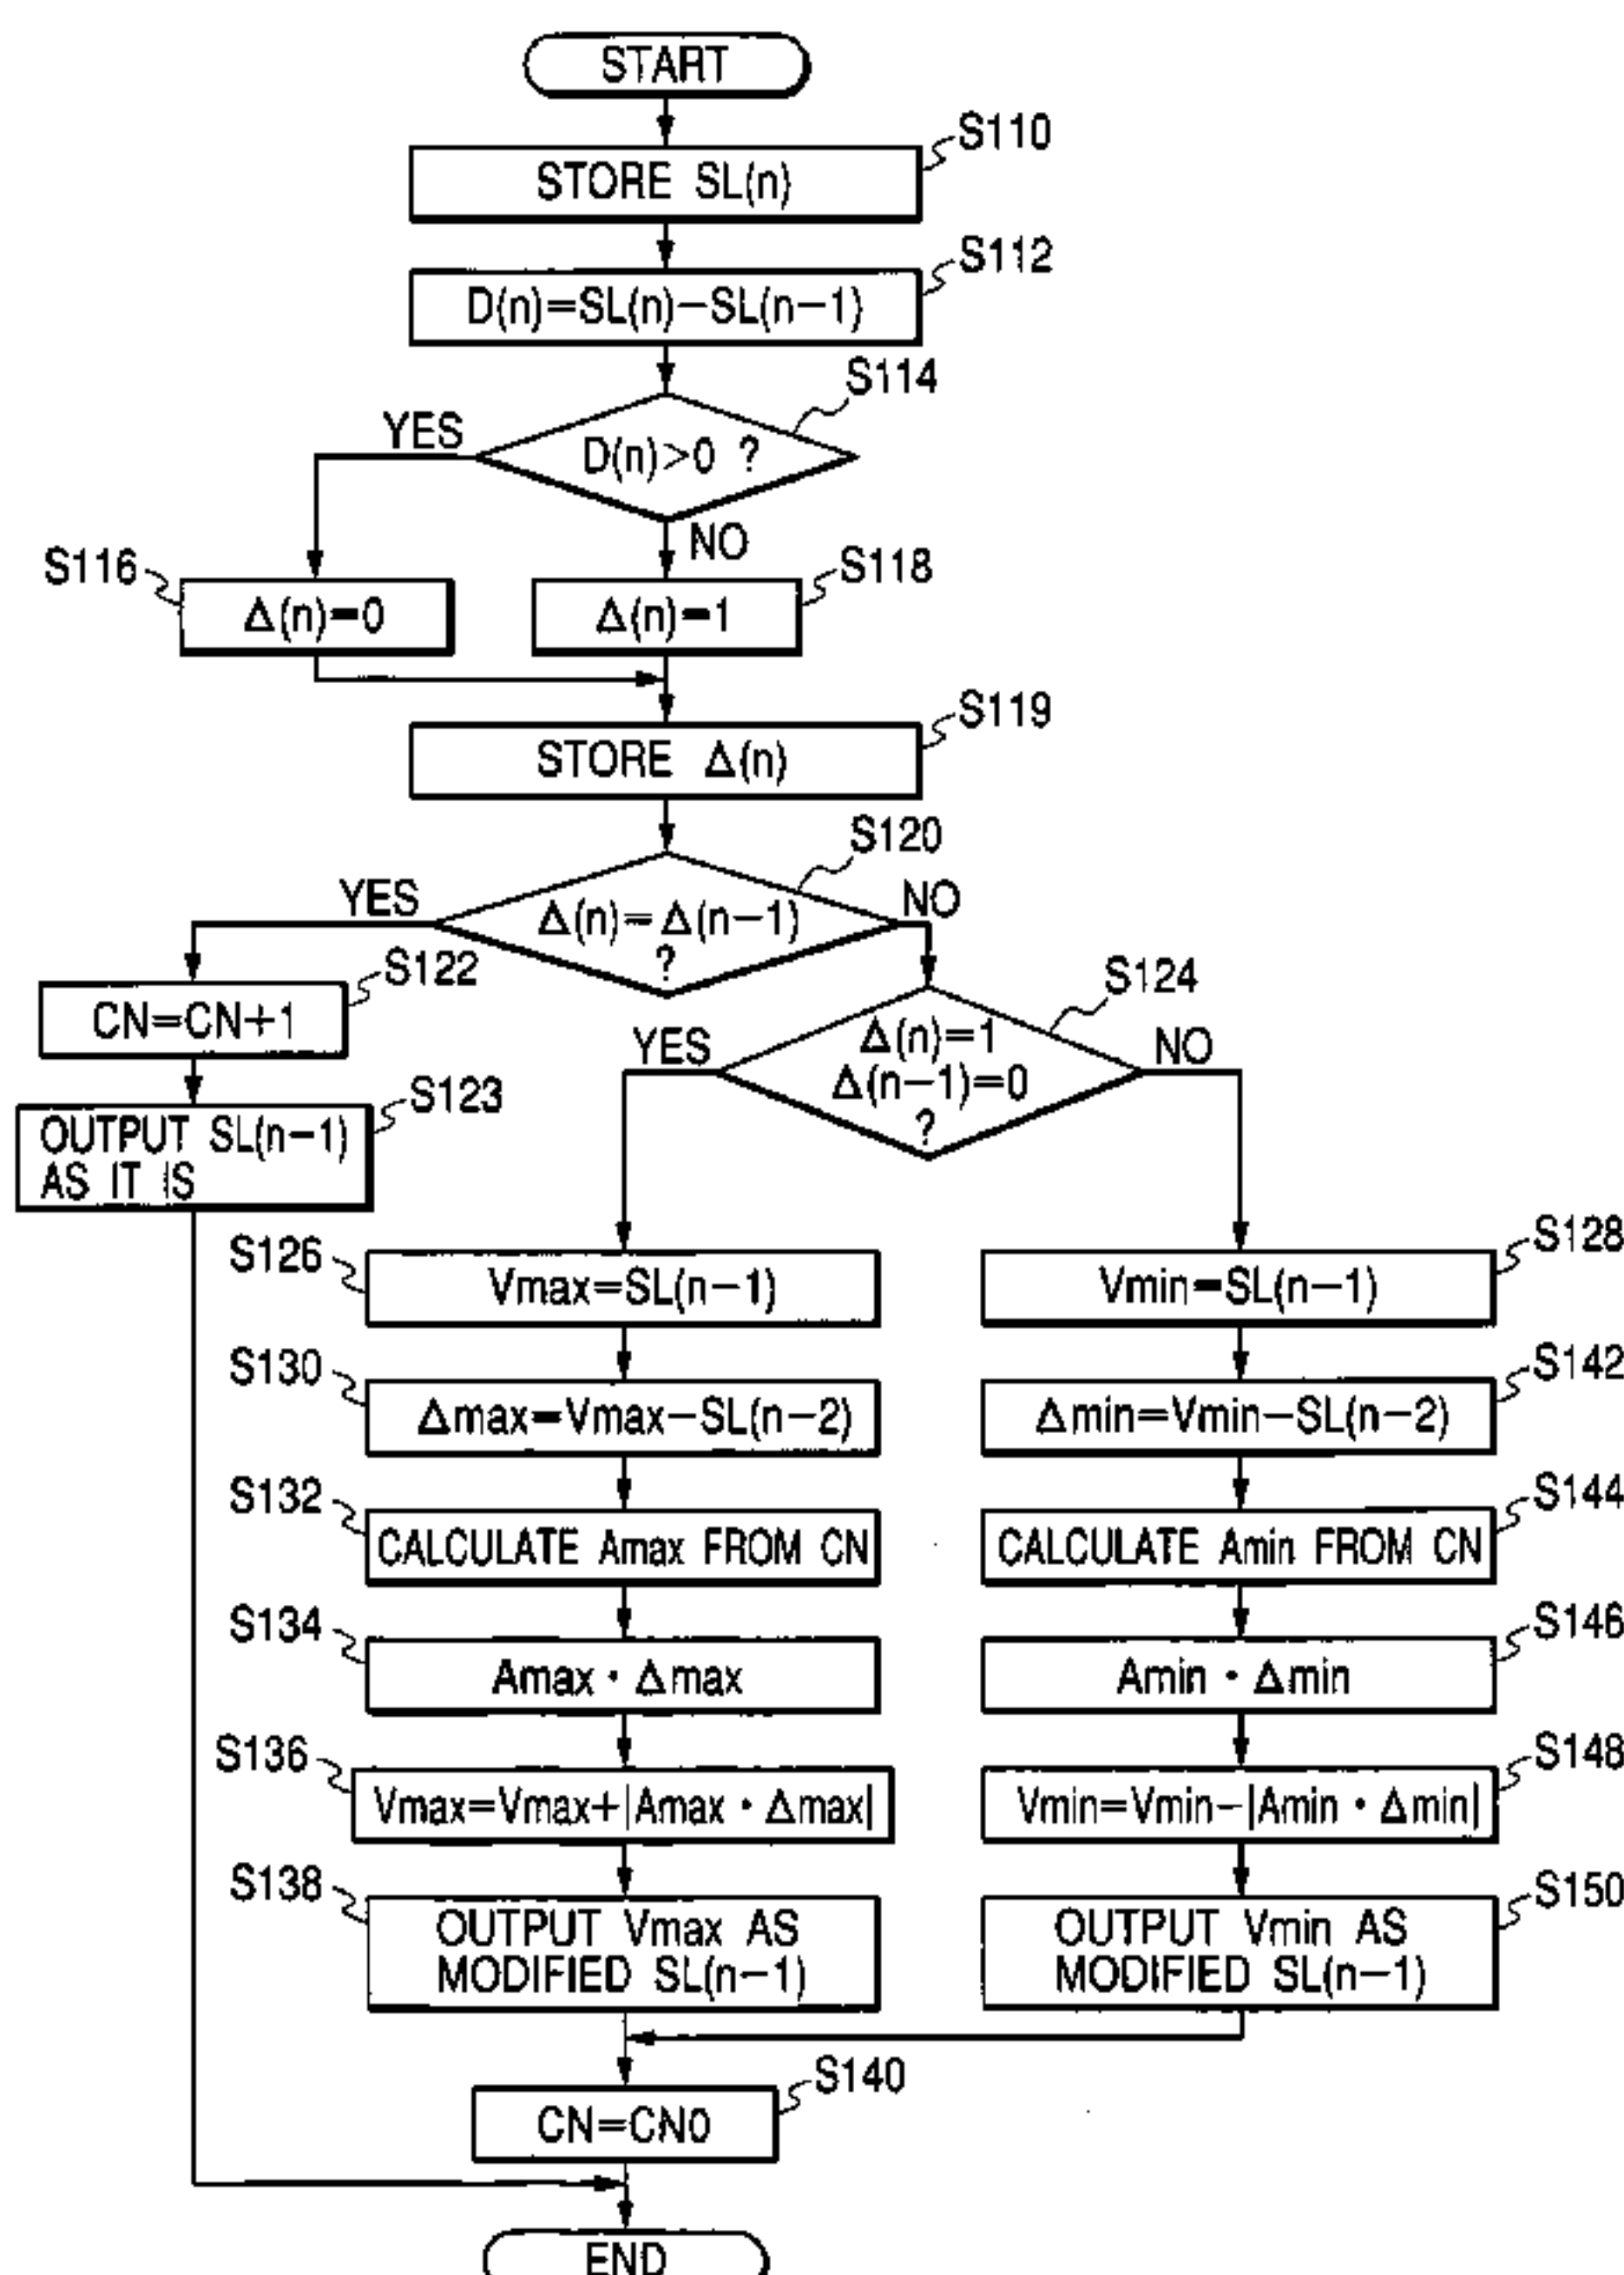 START
S110
STORE SL(n)
S112
D(n)=SL(n)−SL(n−1)
S114
YES
D(n)>0 ?
NO
S116
S118
Δ(n)=0
Δ(n)=1
S119
STORE Δ(n)
S120
YES
NO
Δ(n)=Δ(n−1)
?
S122
CN=CN+1
S124
YES
Δ(n)=1
NO
Δ(n−1)=0
?
S123
OUTPUT SL(n−1)
AS IT IS
S126
Vmax=SL(n−1)
S128
Vmin=SL(n−1)
S130
Δmax=Vmax−SL(n−2)
S142
Δmin=Vmin−SL(n−2)
S132
CALCULATE Amax FROM CN
S144
CALCULATE Amin FROM CN
S134
Amax・Δmax
S146
Amin・Δmin
S136
Vmax=Vmax+|Amax・Δmax|
S148
Vmin=Vmin−|Amin・Δmin|
S138
OUTPUT Vmax AS
MODIFIED SL(n−1)
S150
OUTPUT Vmin AS
MODIFIED SL(n−1)
S140
CN=CN0
END